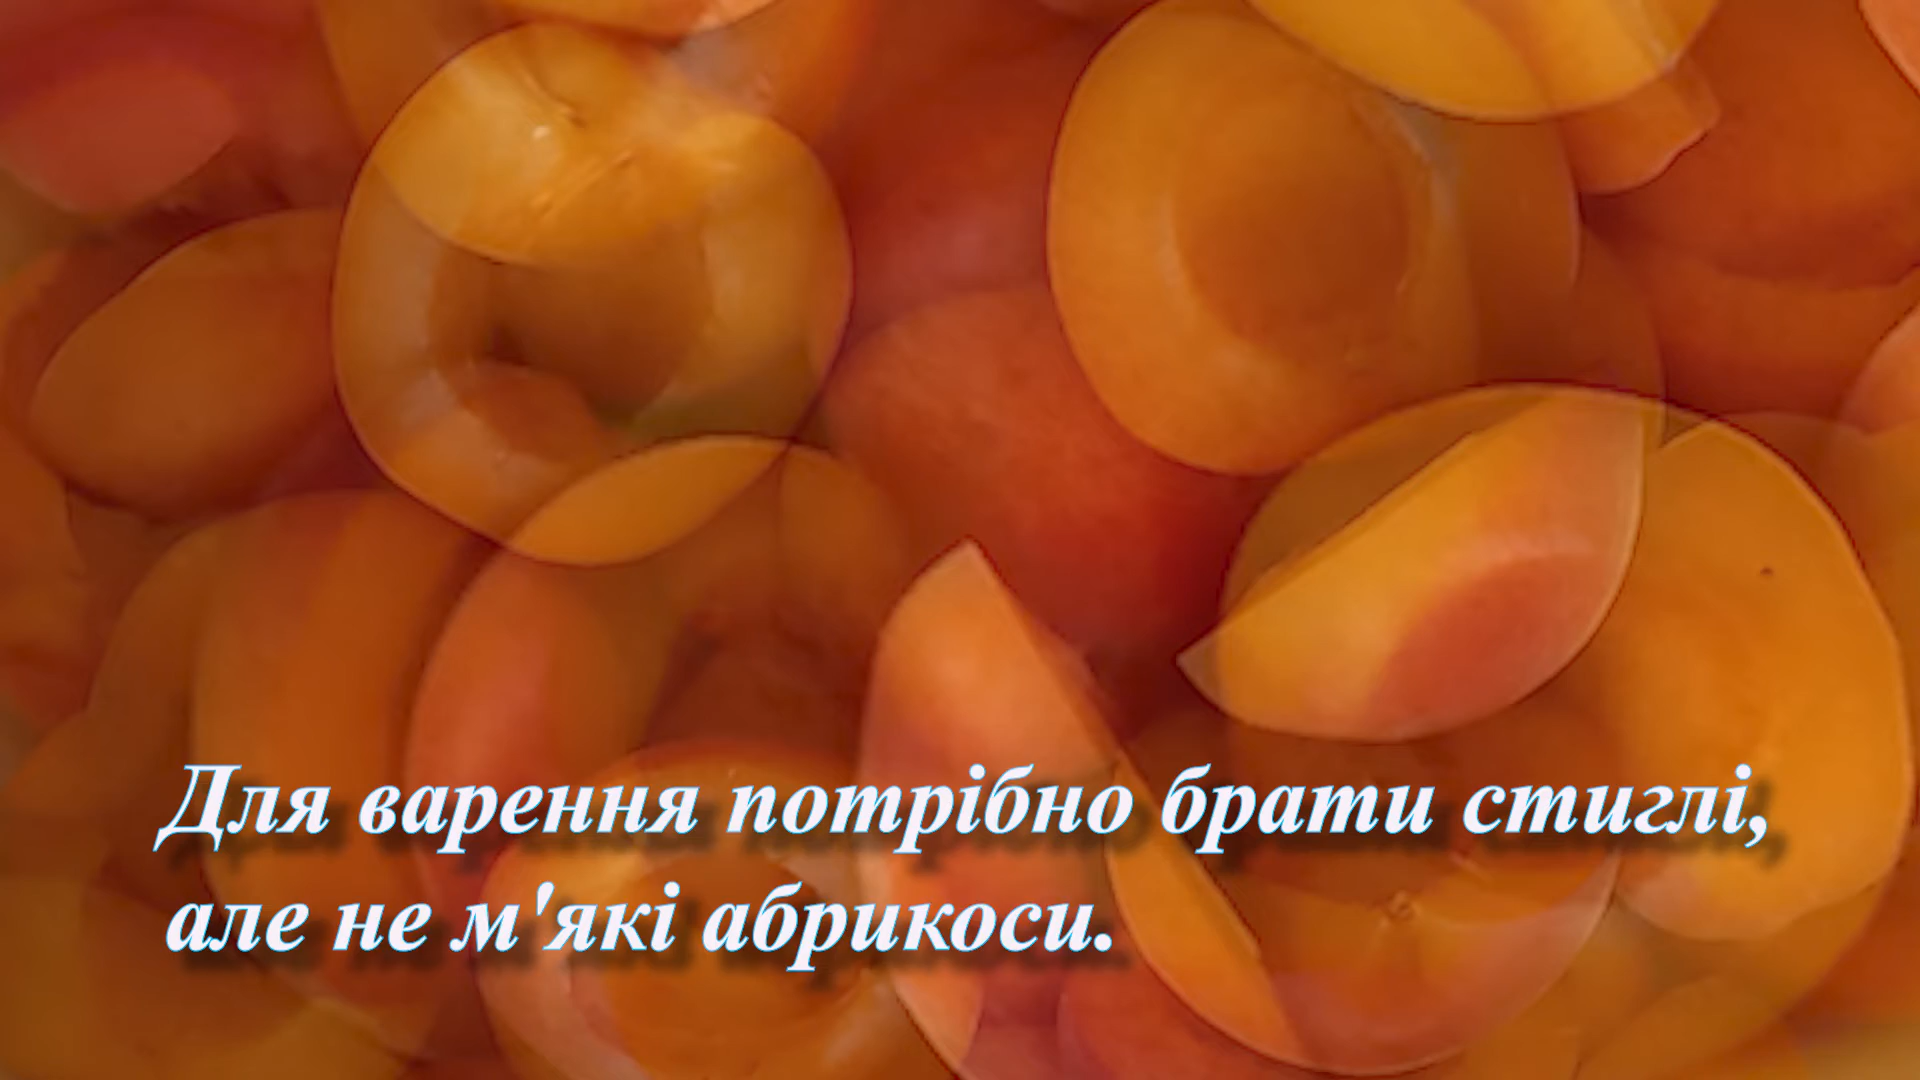 Для варення потрібно брати стиглі,
але не м'які абрикоси.